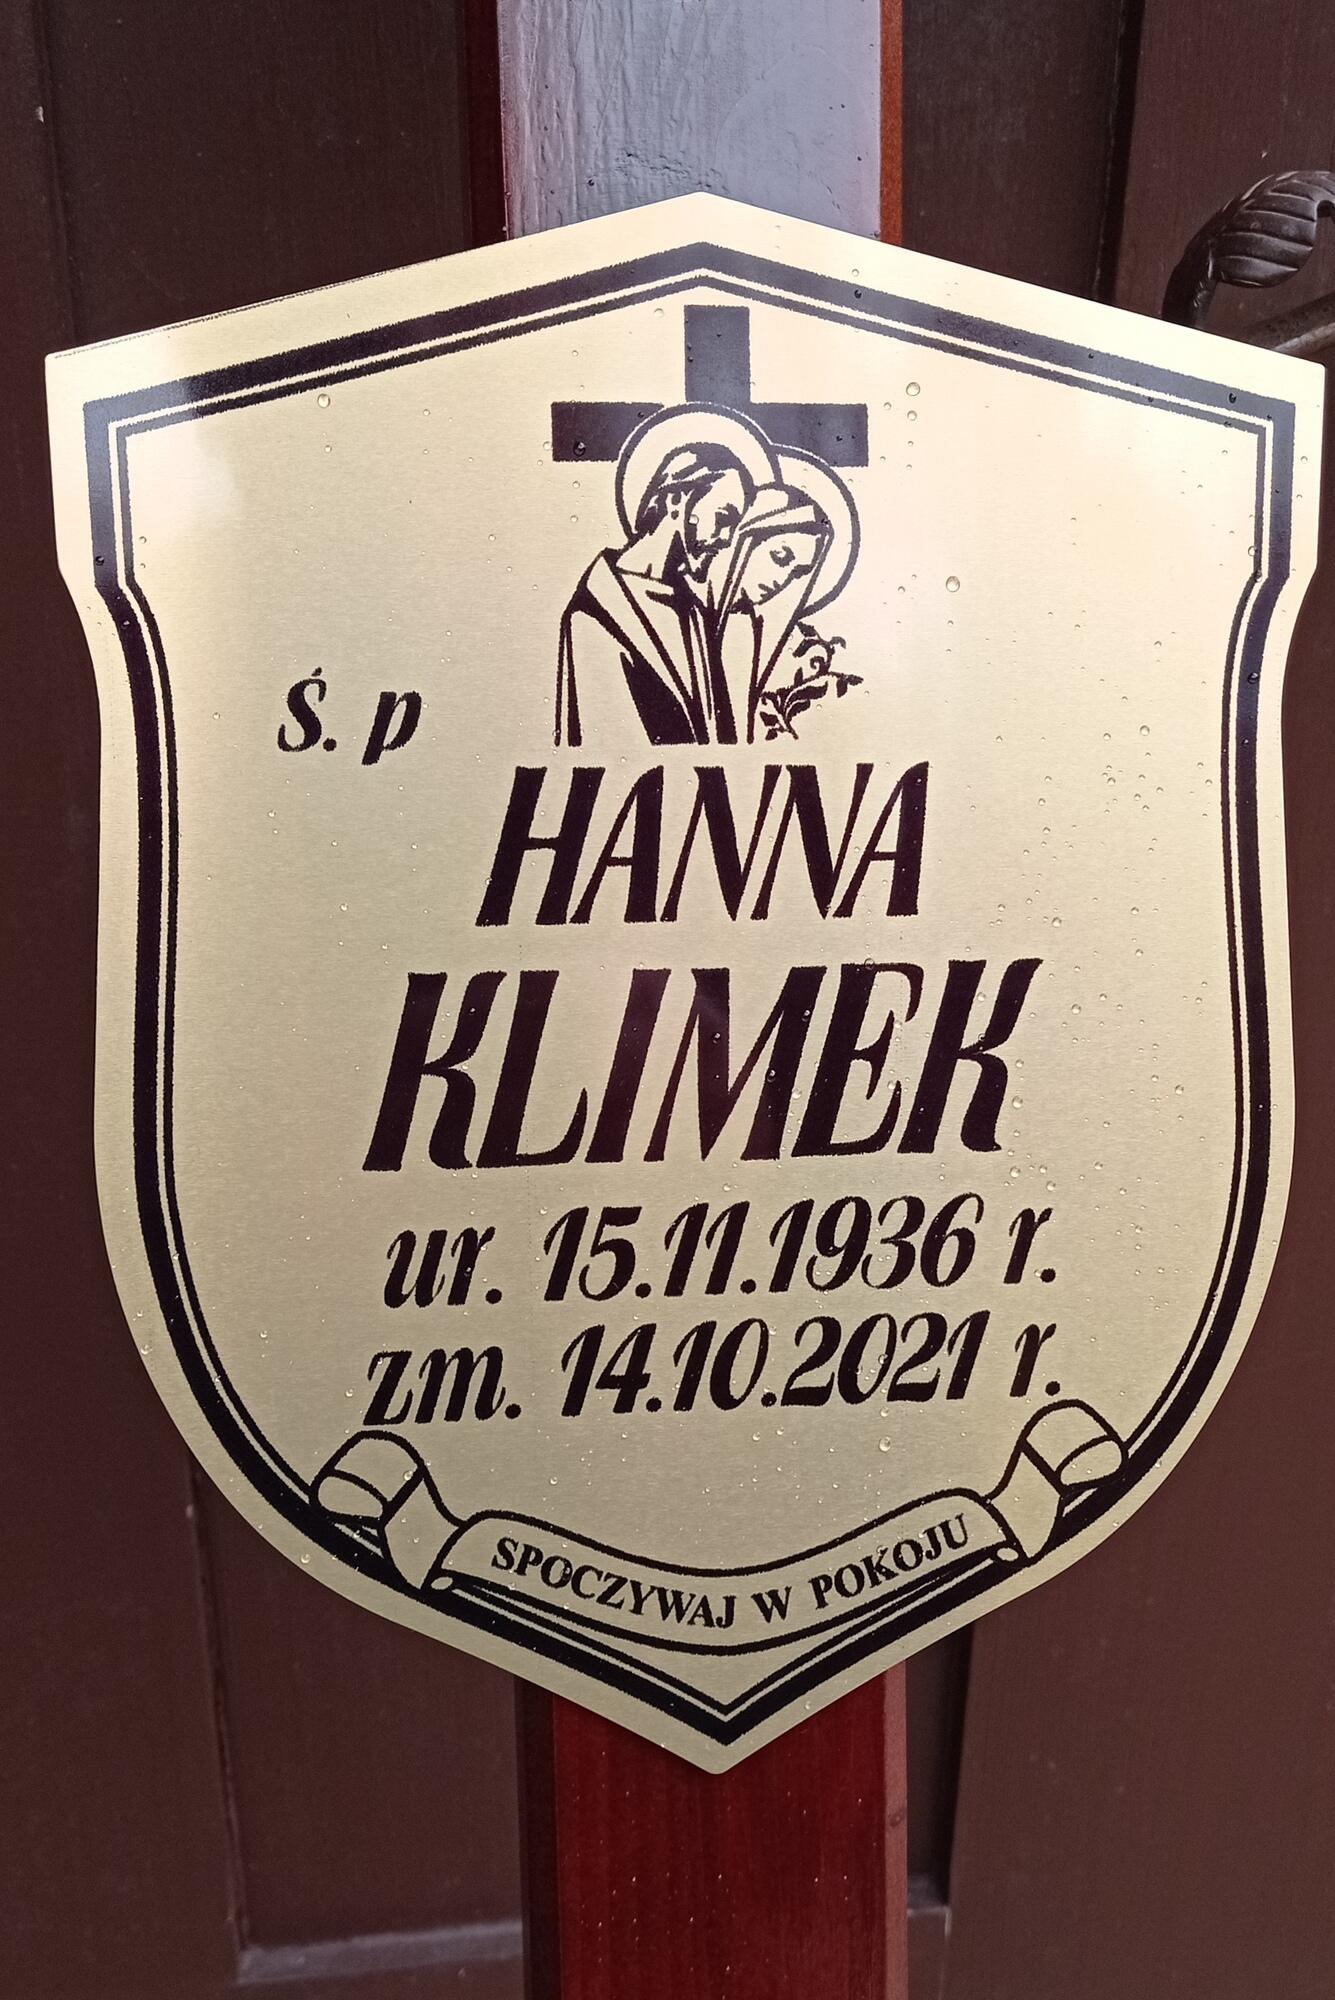 Ś. p
HANNA
KLIMEK
ur. 15.11.1936 r.
zm. 14.10.2021 r.
SPOCZYWAJ W POKOJU